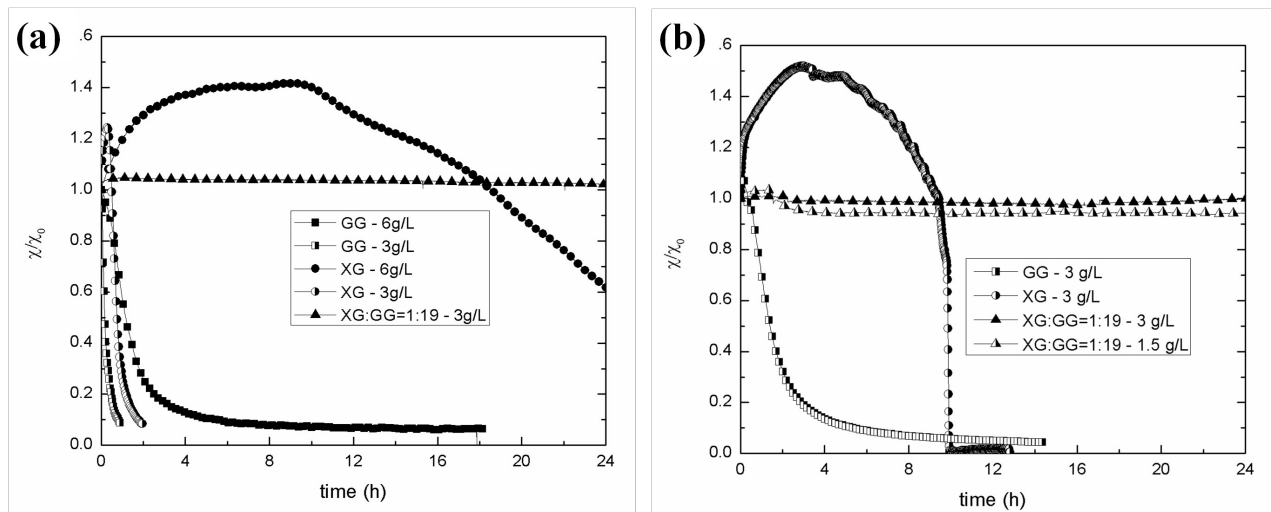 (a)
.6
1.4
1.2
1.0
0.8
0.6
0.4
0.2
0.0
χ/χ₀
GG - 6g/L
GG - 3g/L
XG - 6g/L
XG - 3g/L
XG:GG=1:19 - 3g/L
0 4 8 12 16 20 24
time (h)
(b)
.6
1.4
1.2
1.0
0.8
0.6
0.4
0.2
0.0
χ/χ₀
GG - 3 g/L
XG - 3 g/L
XG:GG=1:19 - 3 g/L
XG:GG=1:19 - 1.5 g/L
0 4 8 12 16 20 24
time (h)